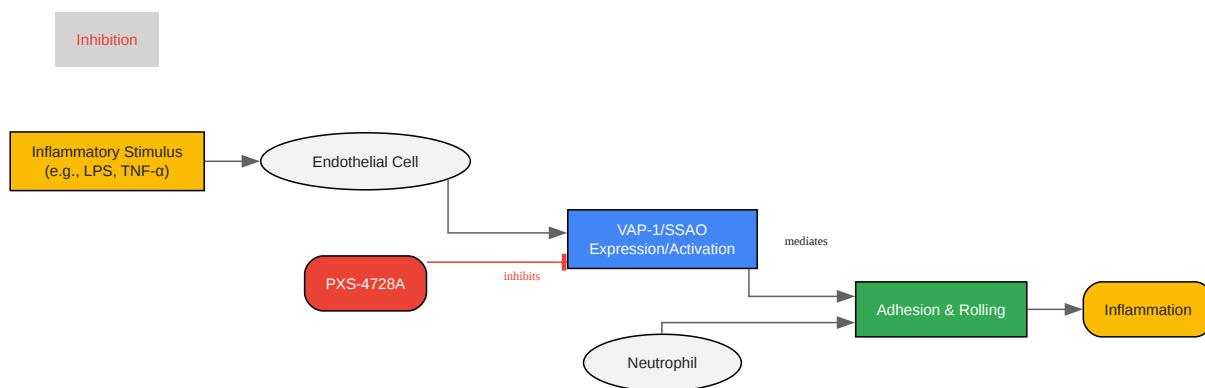 Inhibition
Inflammatory Stimulus
(e.g., LPS, TNF-α)
Endothelial Cell
VAP-1/SSAO
Expression/Activation
mediates
PXS-4728A
inhibits
Adhesion & Rolling
Inflammation
Neutrophil